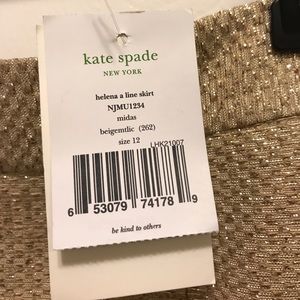 kate spade
NEW YORK
helena a line skirt
NJMU1234
midas
beigemtlic (262)
size 12
LHK21007
6 53079 74178 9
be kind to others